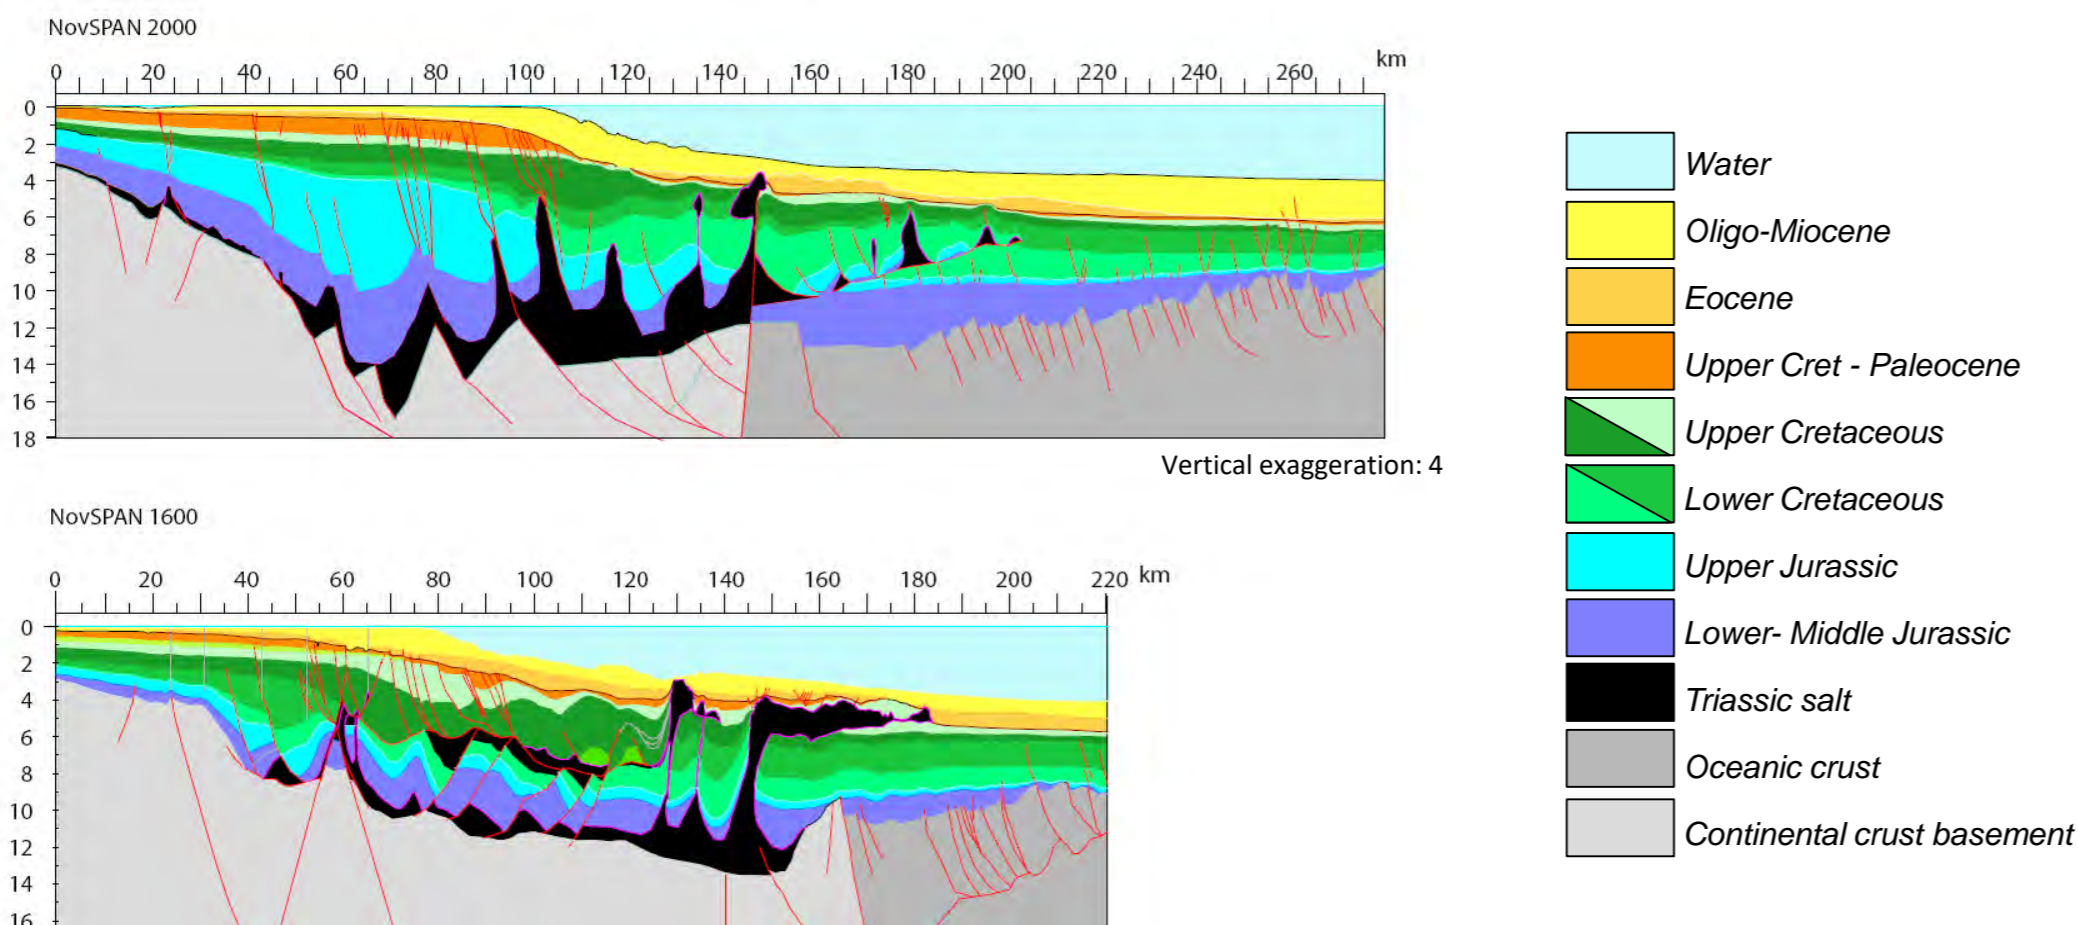 NovSPAN 2000
0 20 40 60 80 100 120 140 160 180 200 220 240 260 km
0
2
4
6
8
10
12
14
16
18
Vertical exaggeration: 4
NovSPAN 1600
0 20 40 60 80 100 120 140 160 180 200 220 km
0
2
4
6
8
10
12
14
16
Water
Oligo-Miocene
Eocene
Upper Cret - Paleocene
Upper Cretaceous
Lower Cretaceous
Upper Jurassic
Lower- Middle Jurassic
Triassic salt
Oceanic crust
Continental crust basement